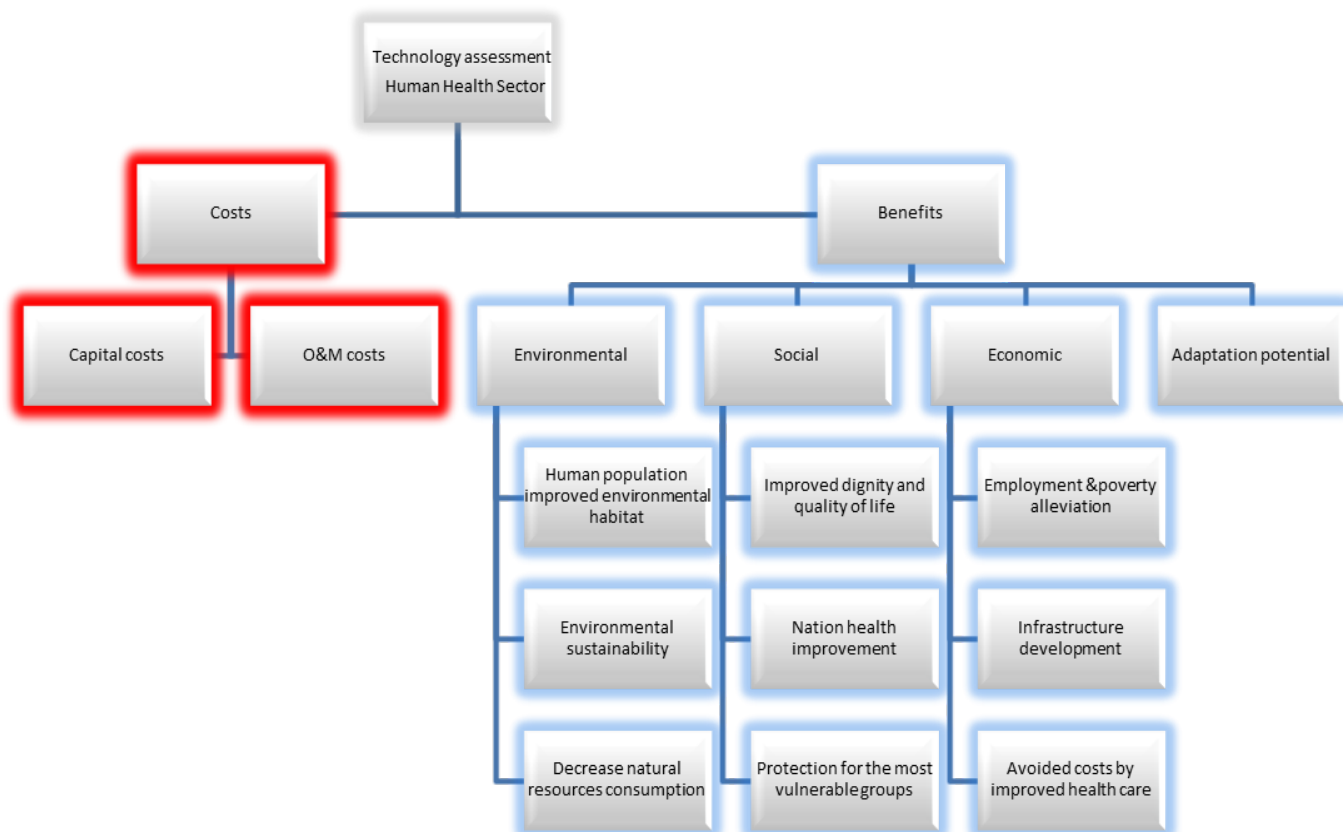 Technology assessment
Human Health Sector
Costs
Benefits
Capital costs
O&M costs
Environmental
Social
Economic
Adaptation potential
Human population
improved environmental
habitat
Improved dignity and
quality of life
Employment &poverty
alleviation
Environmental
sustainability
Nation health
improvement
Infrastructure
development
Decrease natural
resources consumption
Protection for the most
vulnerable groups
Avoided costs by
improved health care